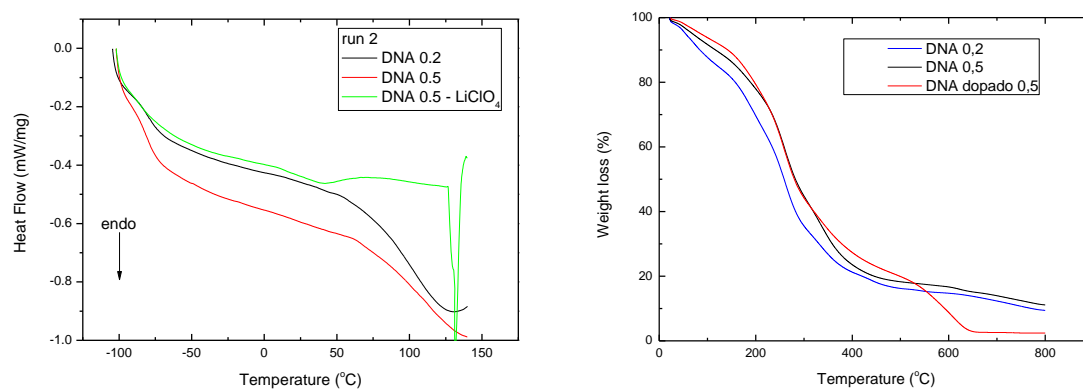 run 2
DNA 0.2
DNA 0.5
DNA 0.5 - LiClO4
0.0
-0.2
-0.4
-0.6
-0.8
-1.0
Heat Flow (mW/mg)
endo
-100 -50 0 50 100 150
Temperature (°C)
DNA 0,2
DNA 0,5
DNA dopado 0,5
100
80
60
40
20
0
Weight loss (%)
0 200 400 600 800
Temperature (°C)